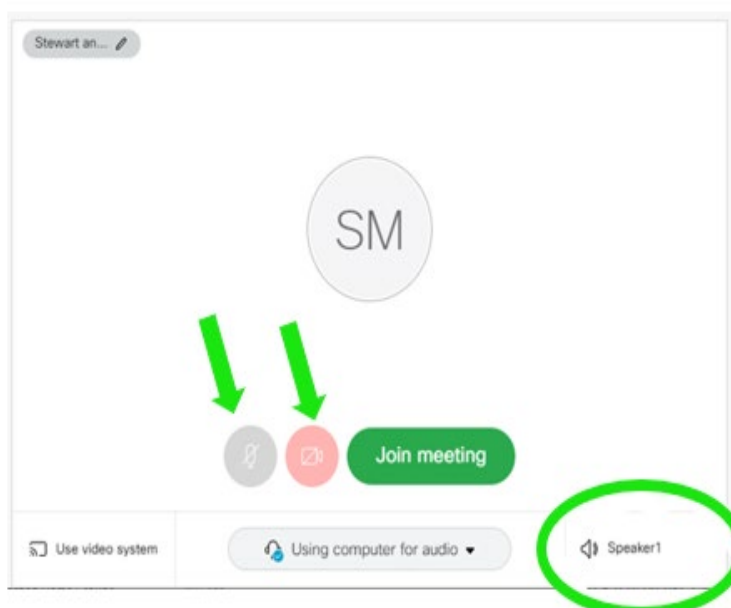 Stewart an...
SM
Join meeting
Use video system
Using computer for audio
Speaker1